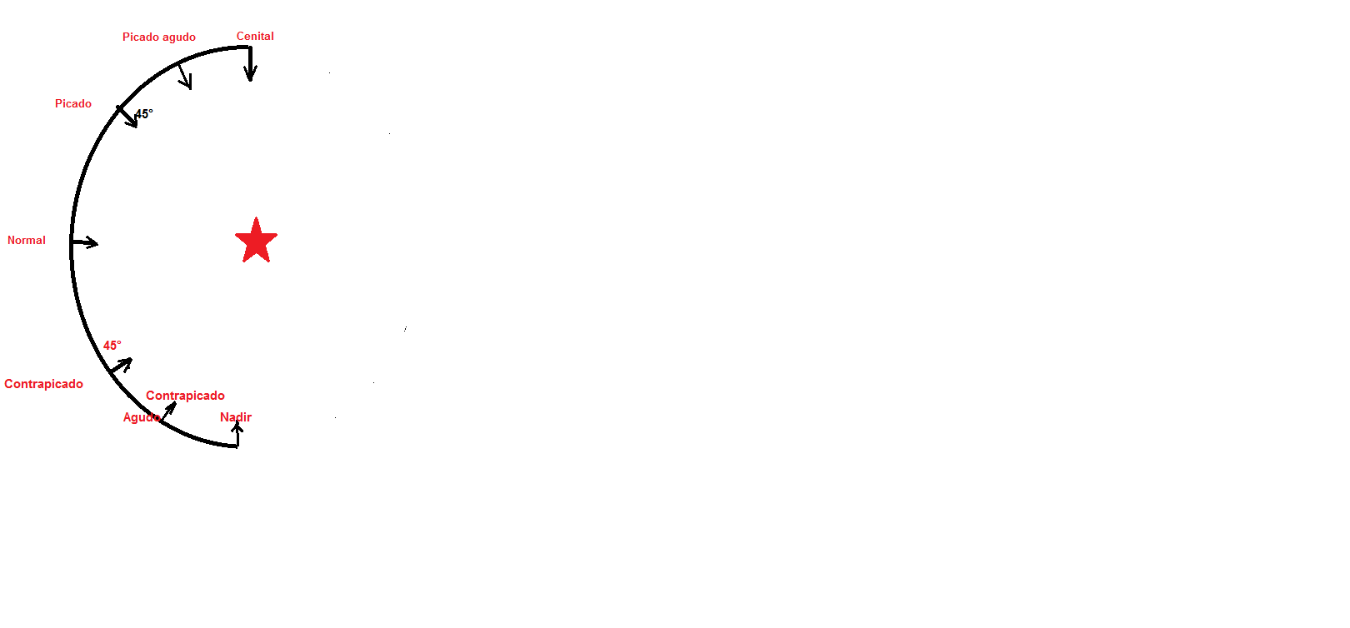 Picado agudo
Cenital
Picado
45°
Normal
45°
Contrapicado
Contrapicado
Agudo
Nadir